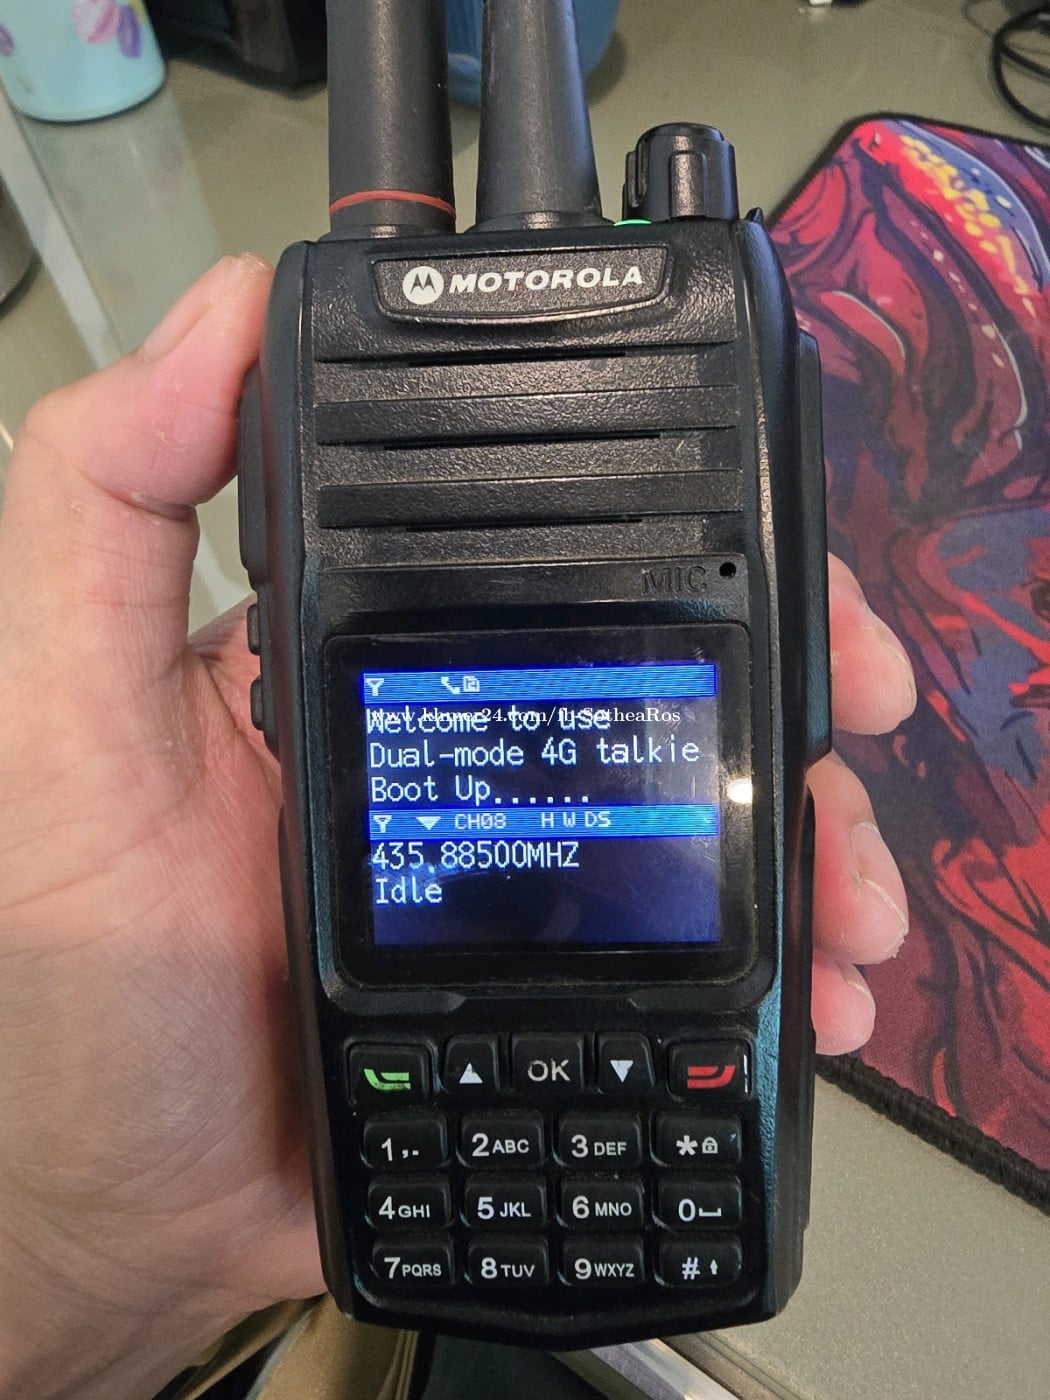 MOTOROLA
MIC
Welcome to use
www.khmer24.com/fb-SetheaRos
Dual-mode 4G talkie
Boot Up......
CH08 H W DS
435.88500MHZ
Idle
OK
1,. 2ABC 3DEF *
4GHI 5JKL 6MNO 0
7PQRS 8TUV 9WXYZ #